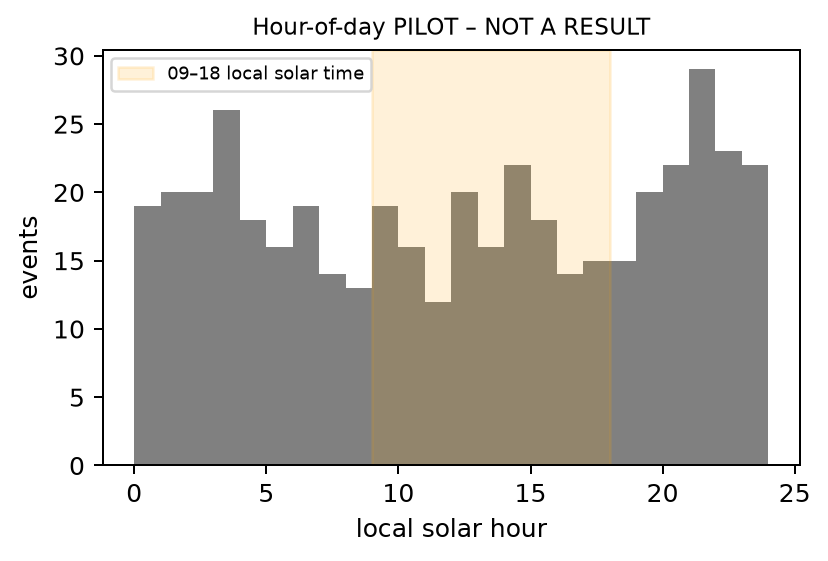 Hour-of-day PILOT – NOT A RESULT
09–18 local solar time
events
30
25
20
15
10
5
0
0 5 10 15 20 25
local solar hour